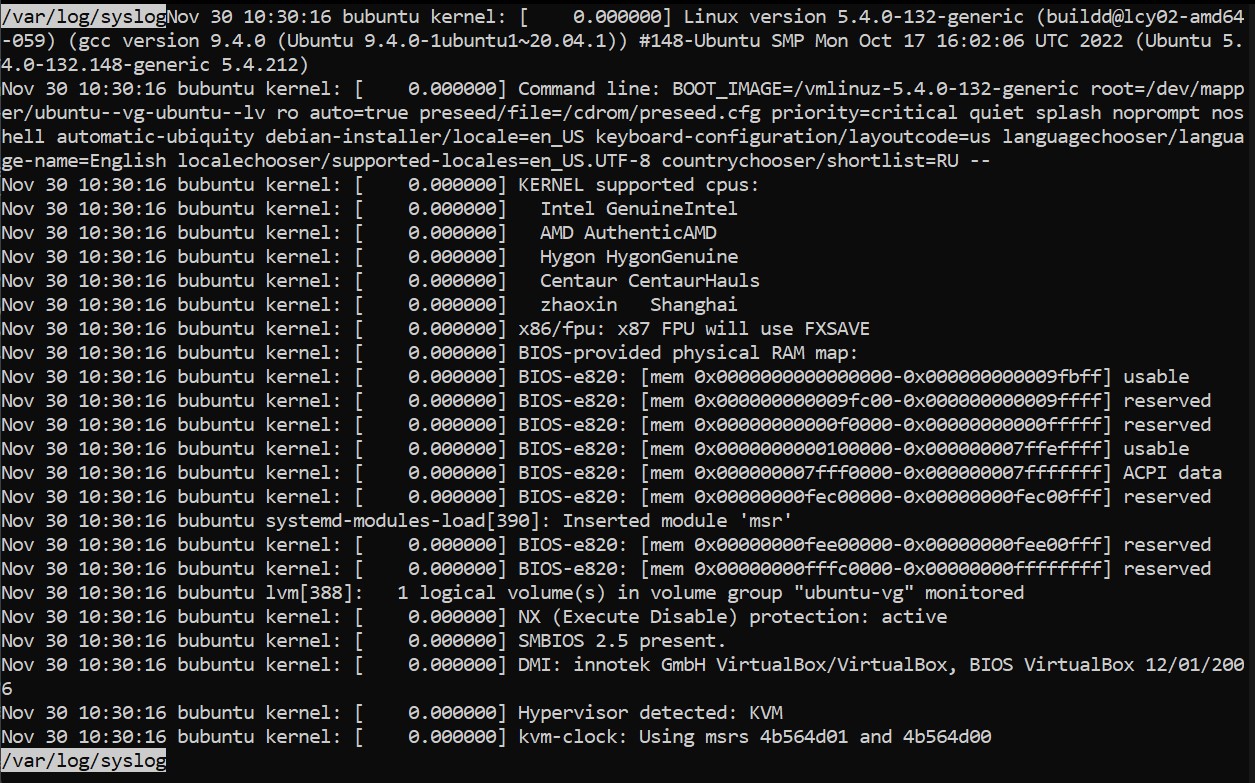 /var/log/syslogNov 30 10:30:16 bubuntu kernel: [    0.000000] Linux version 5.4.0-132-generic (buildd@lcy02-amd64
-059) (gcc version 9.4.0 (Ubuntu 9.4.0-1ubuntu1~20.04.1)) #148-Ubuntu SMP Mon Oct 17 16:02:06 UTC 2022 (Ubuntu 5.
4.0-132.148-generic 5.4.212)
Nov 30 10:30:16 bubuntu kernel: [    0.000000] Command line: BOOT_IMAGE=/vmlinuz-5.4.0-132-generic root=/dev/mapp
er/ubuntu--vg-ubuntu--lv ro auto=true preseed/file=/cdrom/preseed.cfg priority=critical quiet splash noprompt nos
hell automatic-ubiquity debian-installer/locale=en_US keyboard-configuration/layoutcode=us languagechooser/langua
ge-name=English localechooser/supported-locales=en_US.UTF-8 countrychooser/shortlist=RU --
Nov 30 10:30:16 bubuntu kernel: [    0.000000] KERNEL supported cpus:
Nov 30 10:30:16 bubuntu kernel: [    0.000000]   Intel GenuineIntel
Nov 30 10:30:16 bubuntu kernel: [    0.000000]   AMD AuthenticAMD
Nov 30 10:30:16 bubuntu kernel: [    0.000000]   Hygon HygonGenuine
Nov 30 10:30:16 bubuntu kernel: [    0.000000]   Centaur CentaurHauls
Nov 30 10:30:16 bubuntu kernel: [    0.000000]   zhaoxin   Shanghai
Nov 30 10:30:16 bubuntu kernel: [    0.000000] x86/fpu: x87 FPU will use FXSAVE
Nov 30 10:30:16 bubuntu kernel: [    0.000000] BIOS-provided physical RAM map:
Nov 30 10:30:16 bubuntu kernel: [    0.000000] BIOS-e820: [mem 0x0000000000000000-0x000000000009fbff] usable
Nov 30 10:30:16 bubuntu kernel: [    0.000000] BIOS-e820: [mem 0x000000000009fc00-0x000000000009ffff] reserved
Nov 30 10:30:16 bubuntu kernel: [    0.000000] BIOS-e820: [mem 0x00000000000f0000-0x00000000000fffff] reserved
Nov 30 10:30:16 bubuntu kernel: [    0.000000] BIOS-e820: [mem 0x0000000000100000-0x000000007ffeffff] usable
Nov 30 10:30:16 bubuntu kernel: [    0.000000] BIOS-e820: [mem 0x000000007fff0000-0x000000007fffffff] ACPI data
Nov 30 10:30:16 bubuntu kernel: [    0.000000] BIOS-e820: [mem 0x00000000fec00000-0x00000000fec00fff] reserved
Nov 30 10:30:16 bubuntu systemd-modules-load[390]: Inserted module 'msr'
Nov 30 10:30:16 bubuntu kernel: [    0.000000] BIOS-e820: [mem 0x00000000fee00000-0x00000000fee00fff] reserved
Nov 30 10:30:16 bubuntu kernel: [    0.000000] BIOS-e820: [mem 0x00000000fffc0000-0x00000000ffffffff] reserved
Nov 30 10:30:16 bubuntu lvm[388]:   1 logical volume(s) in volume group "ubuntu-vg" monitored
Nov 30 10:30:16 bubuntu kernel: [    0.000000] NX (Execute Disable) protection: active
Nov 30 10:30:16 bubuntu kernel: [    0.000000] SMBIOS 2.5 present.
Nov 30 10:30:16 bubuntu kernel: [    0.000000] DMI: innotek GmbH VirtualBox/VirtualBox, BIOS VirtualBox 12/01/200
6
Nov 30 10:30:16 bubuntu kernel: [    0.000000] Hypervisor detected: KVM
Nov 30 10:30:16 bubuntu kernel: [    0.000000] kvm-clock: Using msrs 4b564d01 and 4b564d00
/var/log/syslog